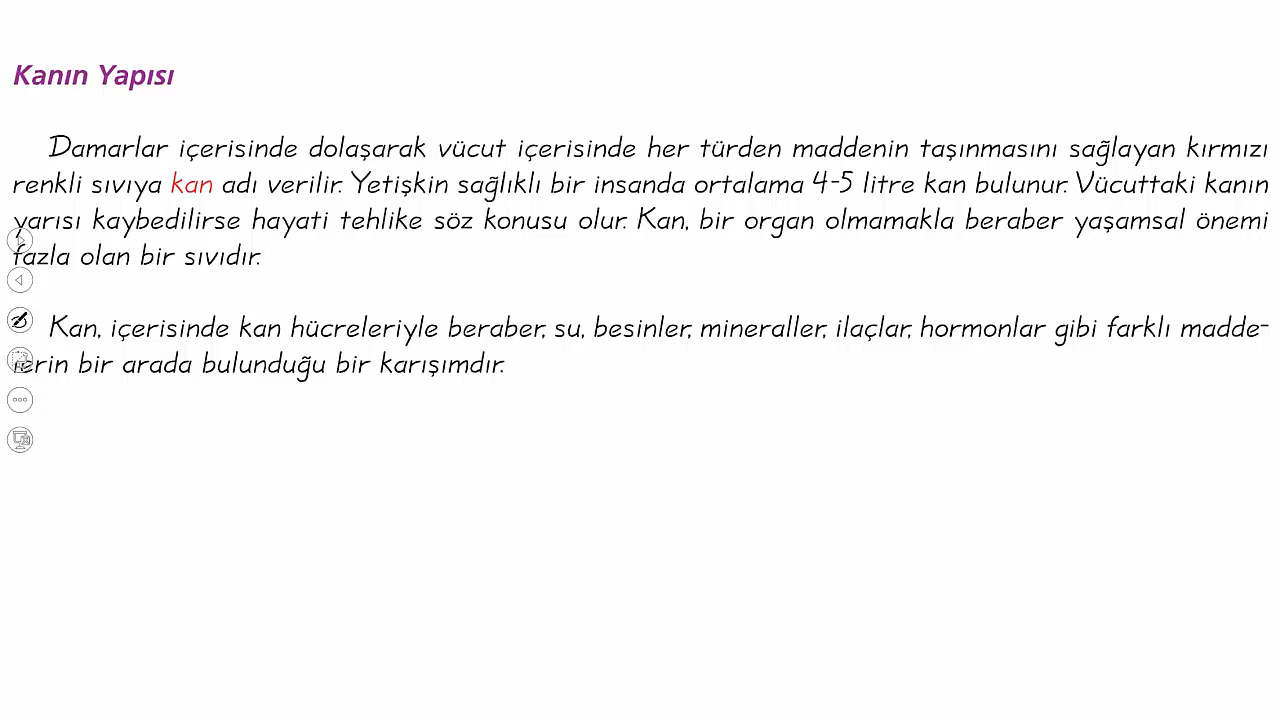 Kanın Yapısı
Damarlar içerisinde dolaşarak vücut içerisinde her türden maddenin taşınmasını sağlayan kırmızı
renkli sıvıya kan adı verilir. Yetişkin sağlıklı bir insanda ortalama 4-5 litre kan bulunur. Vücuttaki kanın
yarısı kaybedilirse hayati tehlike söz konusu olur. Kan, bir organ olmamakla beraber yaşamsal önemi
fazla olan bir sıvıdır.
Kan, içerisinde kan hücreleriyle beraber, su, besinler, mineraller, ilaçlar, hormonlar gibi farklı madde-
lerin bir arada bulunduğu bir karışımdır.